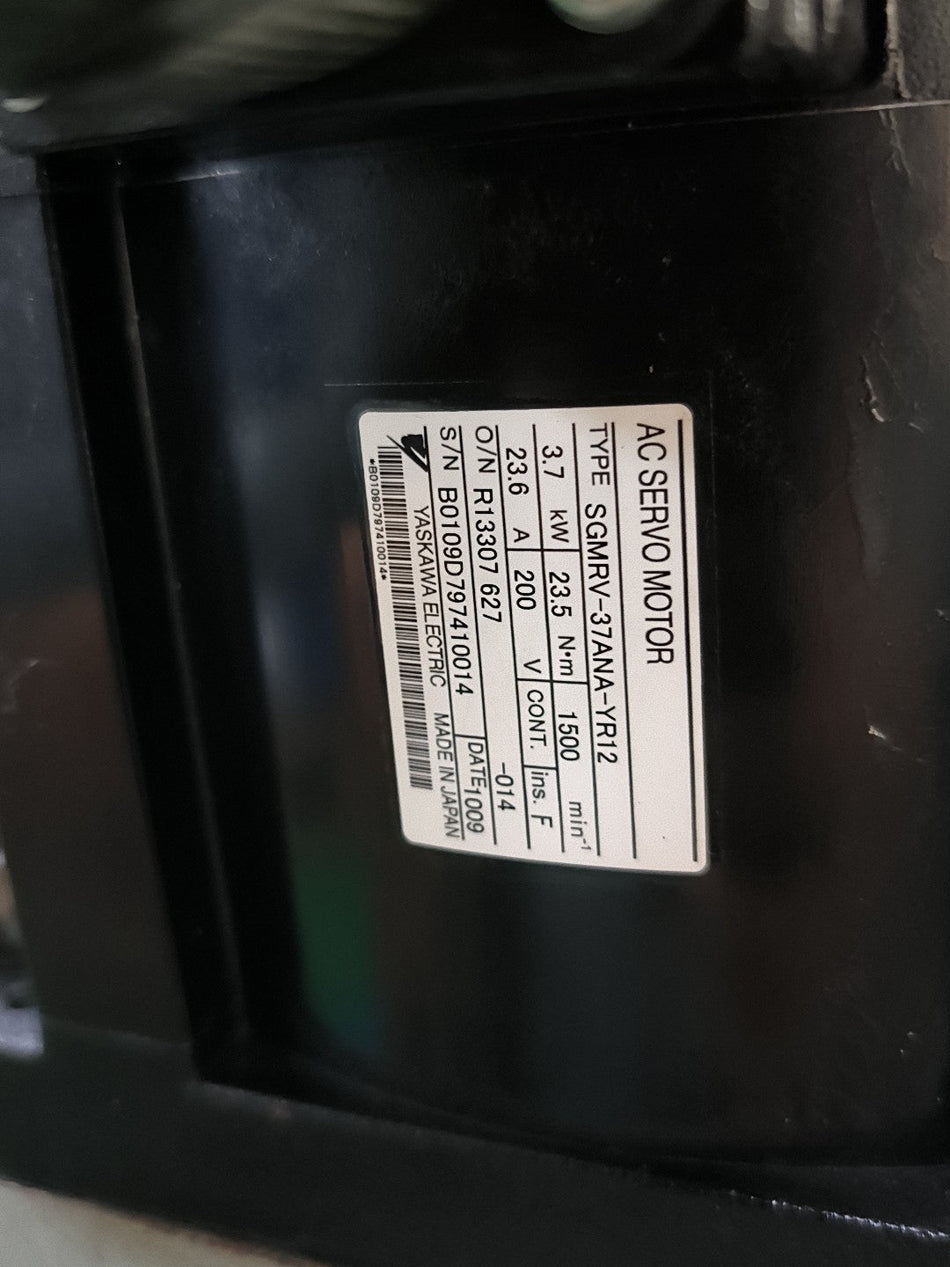 AC SERVO MOTOR
TYPE SGMRV-37ANA-YR12
3.7 kW 23.5 N·m 1500 min⁻¹
23.6 A 200 V CONT. ins. F
O/N R13307 627 -014
S/N B0109D797410014 DATE 1009
YASKAWA ELECTRIC MADE IN JAPAN
*B0109D797410014*